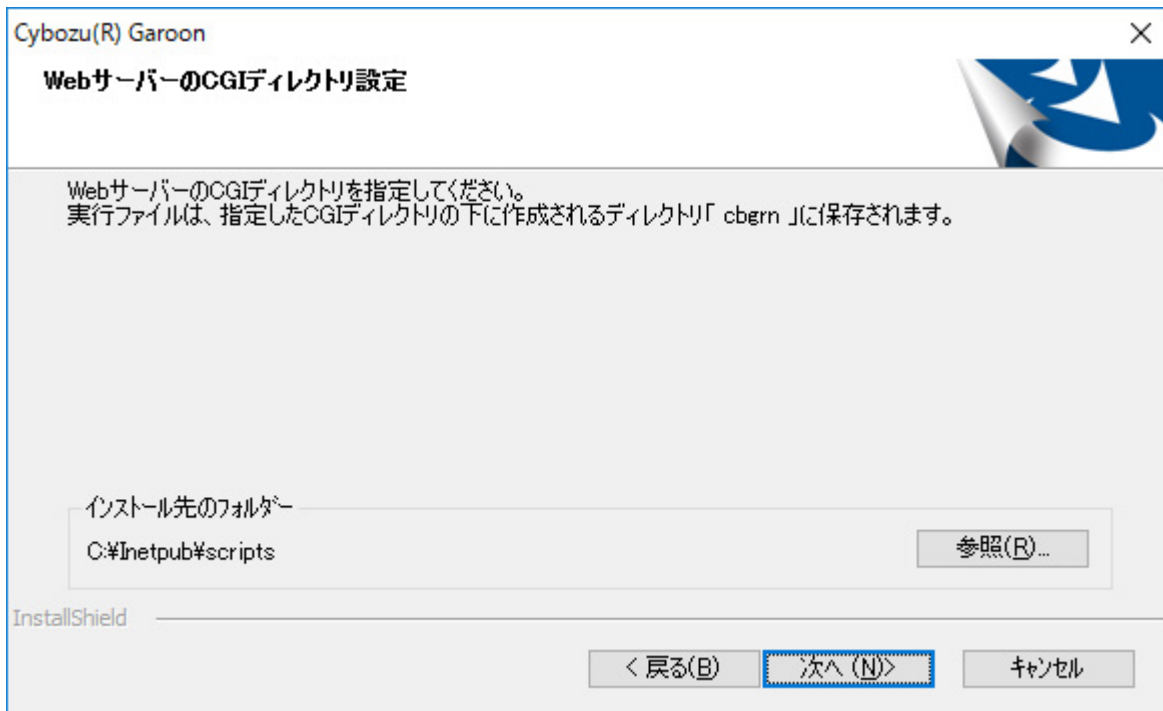 Cybozu(R) Garoon
WebサーバーのCGIディレクトリ設定
WebサーバーのCGIディレクトリを指定してください。
実行ファイルは、指定したCGIディレクトリの下に作成されるディレクトリ「 cbgrn 」に保存されます。
インストール先のフォルダー
C:¥Inetpub¥scripts
参照(R)...
InstallShield
< 戻る(B)
次へ (N)>
キャンセル